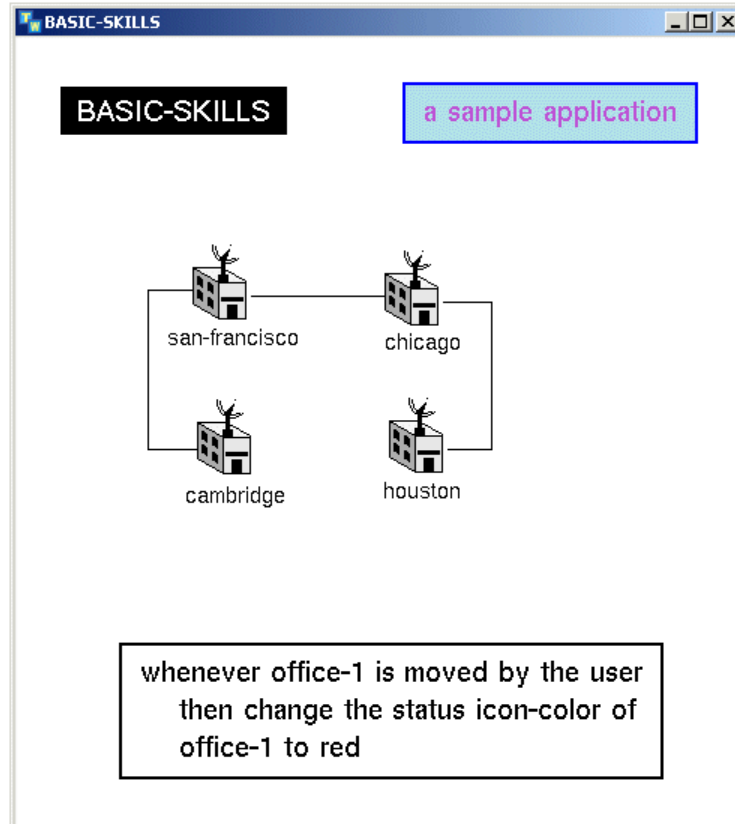 TW BASIC-SKILLS
BASIC-SKILLS
a sample application
san-francisco
chicago
cambridge
houston
whenever office-1 is moved by the user
then change the status icon-color of
office-1 to red